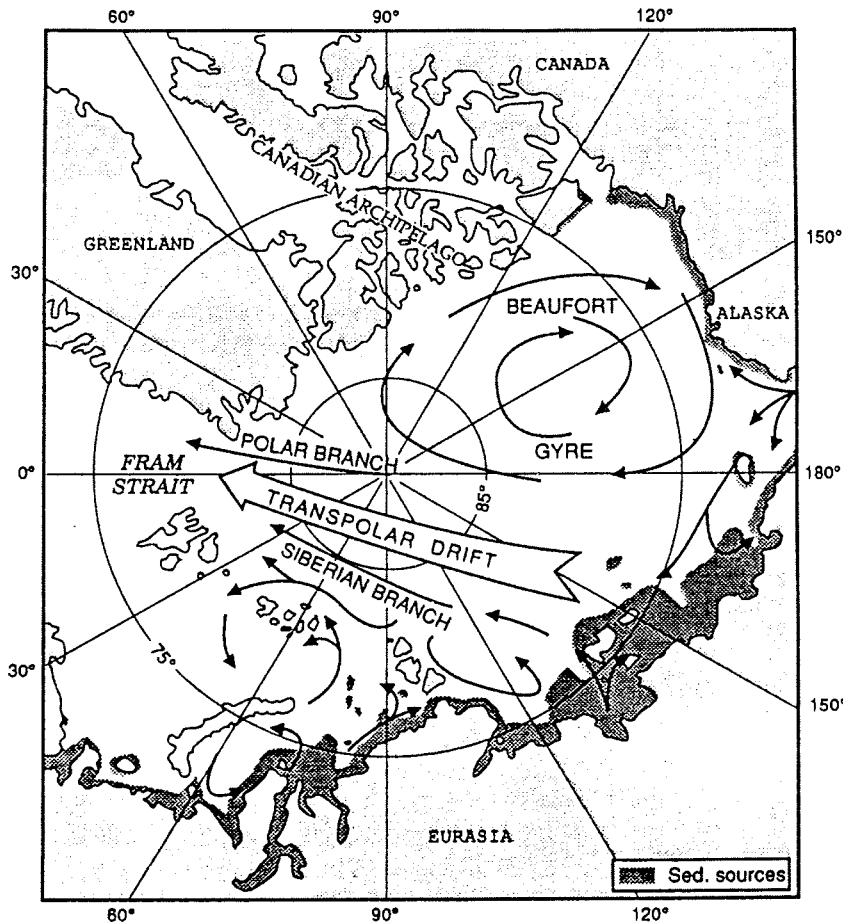 60°
90°
120°
CANADA
CANADIAN ARCHIPELAGO
GREENLAND
150°
30°
BEAUFORT
ALASKA
GYRE
POLAR BRANCH
FRAM
STRAIT
0°
180°
85°
TRANSPOLAR DRIFT
SIBERIAN BRANCH
75°
30°
150°
EURASIA
Sed. sources
60°
90°
120°